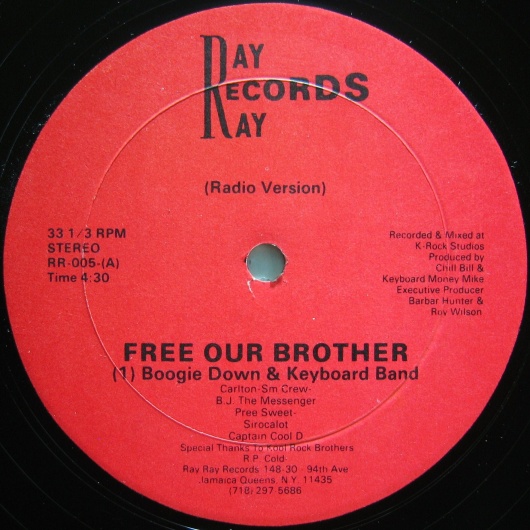 RAY
RECORDS
RAY
(Radio Version)
33 1/3 RPM
STEREO
RR-005-(A)
Time 4:30
Recorded & Mixed at
K-Rock Studios
Produced by
Chill Bill &
Keyboard Money Mike
Executive Producer
Barbar Hunter &
Roy Wilson
FREE OUR BROTHER
(1) Boogie Down & Keyboard Band
Carlton-Sm Crew-
B.J. The Messenger
Pree Sweet-
Sirocalot
Captain Cool D
Special Thanks To Kool Rock Brothers
R.P. Cold
Ray Ray Records 148-30 - 94th Ave
Jamaica Queens, N.Y. 11435
(718) 297-5686